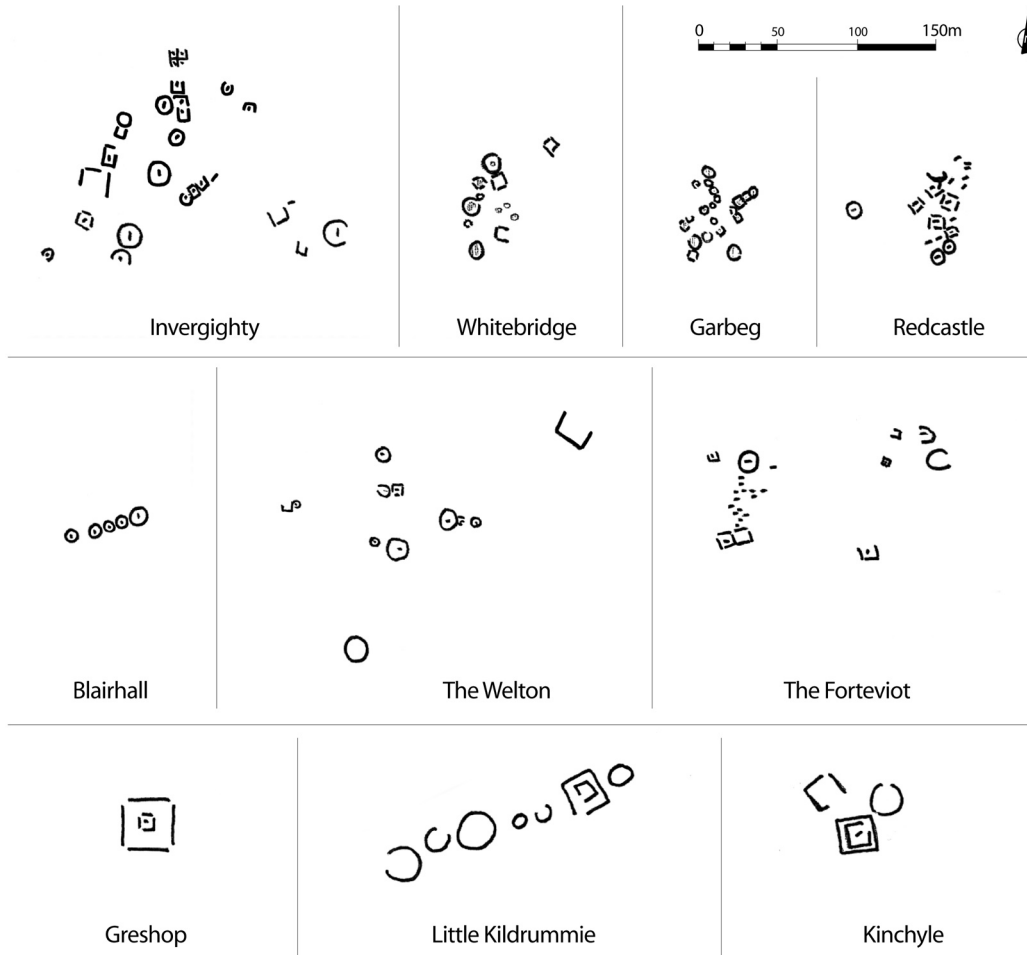 0 50 100 150m
Invergighty Whitebridge Garbeg Redcastle
Blairhall The Welton The Forteviot
Greshop Little Kildrummie Kinchyle